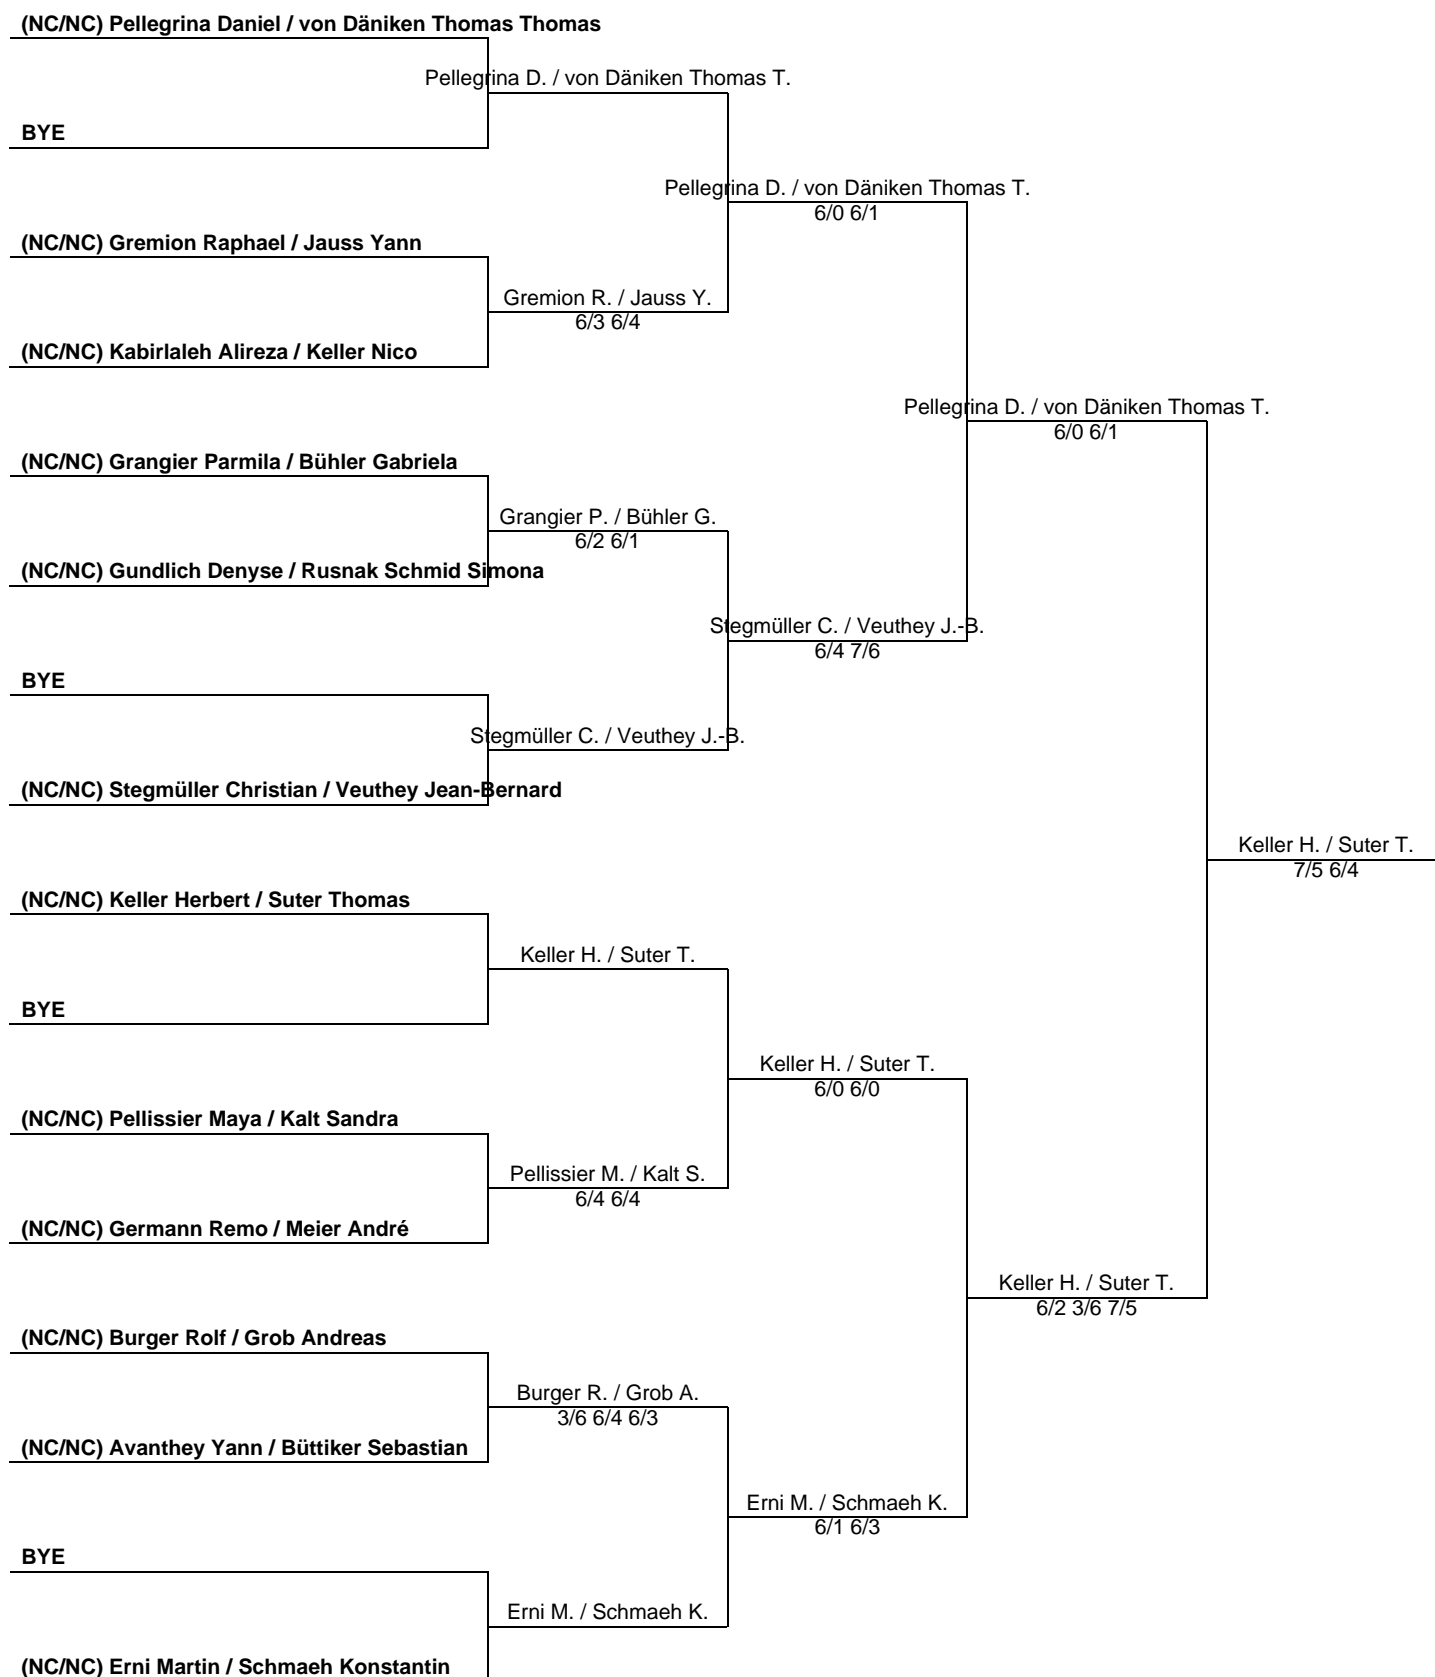 (NC/NC) Pellegrina Daniel / von Däniken Thomas Thomas
Pellegrina D. / von Däniken Thomas T.
BYE
Pellegrina D. / von Däniken Thomas T.
6/0 6/1
(NC/NC) Gremion Raphael / Jauss Yann
Gremion R. / Jauss Y.
6/3 6/4
(NC/NC) Kabirlaleh Alireza / Keller Nico
Pellegrina D. / von Däniken Thomas T.
6/0 6/1
(NC/NC) Grangier Parmila / Bühler Gabriela
Grangier P. / Bühler G.
6/2 6/1
(NC/NC) Gundlich Denyse / Rusnak Schmid Simona
Stegmüller C. / Veuthey J.-B.
6/4 7/6
BYE
Stegmüller C. / Veuthey J.-B.
(NC/NC) Stegmüller Christian / Veuthey Jean-Bernard
Keller H. / Suter T.
7/5 6/4
(NC/NC) Keller Herbert / Suter Thomas
Keller H. / Suter T.
BYE
Keller H. / Suter T.
6/0 6/0
(NC/NC) Pellissier Maya / Kalt Sandra
Pellissier M. / Kalt S.
6/4 6/4
(NC/NC) Germann Remo / Meier André
Keller H. / Suter T.
6/2 3/6 7/5
(NC/NC) Burger Rolf / Grob Andreas
Burger R. / Grob A.
3/6 6/4 6/3
(NC/NC) Avanthey Yann / Büttiker Sebastian
Erni M. / Schmaeh K.
6/1 6/3
BYE
Erni M. / Schmaeh K.
(NC/NC) Erni Martin / Schmaeh Konstantin